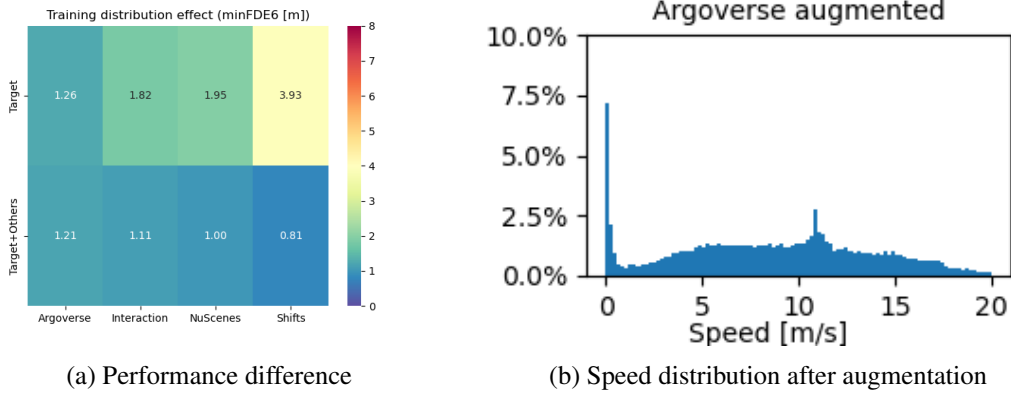 Training distribution effect (minFDE6 [m])
Target
Target+Others
1.26 1.82 1.95 3.93
1.21 1.11 1.00 0.81
Argoverse Interaction NuScenes Shifts
8
7
6
5
4
3
2
1
0
(a) Performance difference
Argoverse augmented
10.0%
7.5%
5.0%
2.5%
0.0%
0 5 10 15 20
Speed [m/s]
(b) Speed distribution after augmentation